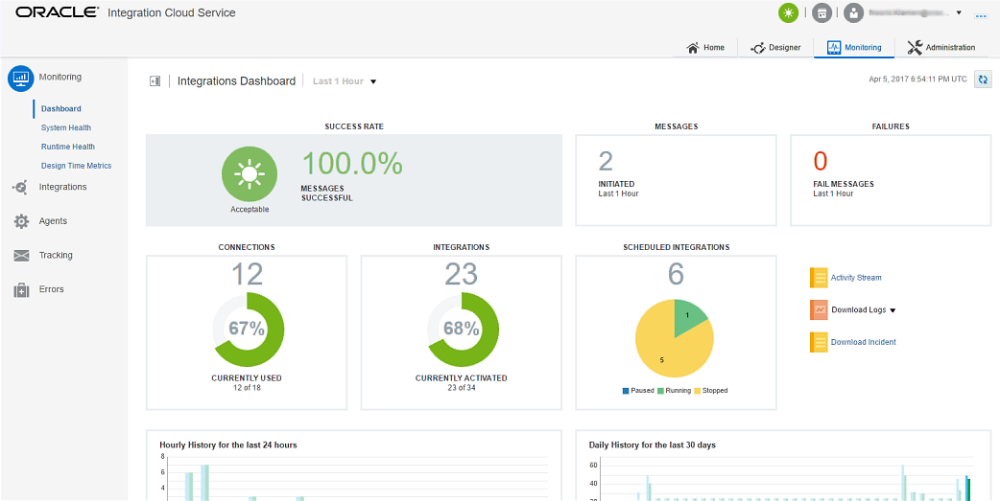 ORACLE® Integration Cloud Service
Home Designer Monitoring Administration
Monitoring
Dashboard
System Health
Runtime Health
Design Time Metrics
Integrations
Agents
Tracking
Errors
Integrations Dashboard Last 1 Hour
Apr 5, 2017 6:54:11 PM UTC
SUCCESS RATE
100.0%
MESSAGES
SUCCESSFUL
Acceptable
MESSAGES
2
INITIATED
Last 1 Hour
FAILURES
0
FAIL MESSAGES
Last 1 Hour
CONNECTIONS
12
67%
CURRENTLY USED
12 of 18
INTEGRATIONS
23
68%
CURRENTLY ACTIVATED
23 of 34
SCHEDULED INTEGRATIONS
6
1
5
Paused Running Stopped
Activity Stream
Download Logs
Download Incident
Hourly History for the last 24 hours
8
6
4
Daily History for the last 30 days
60
40